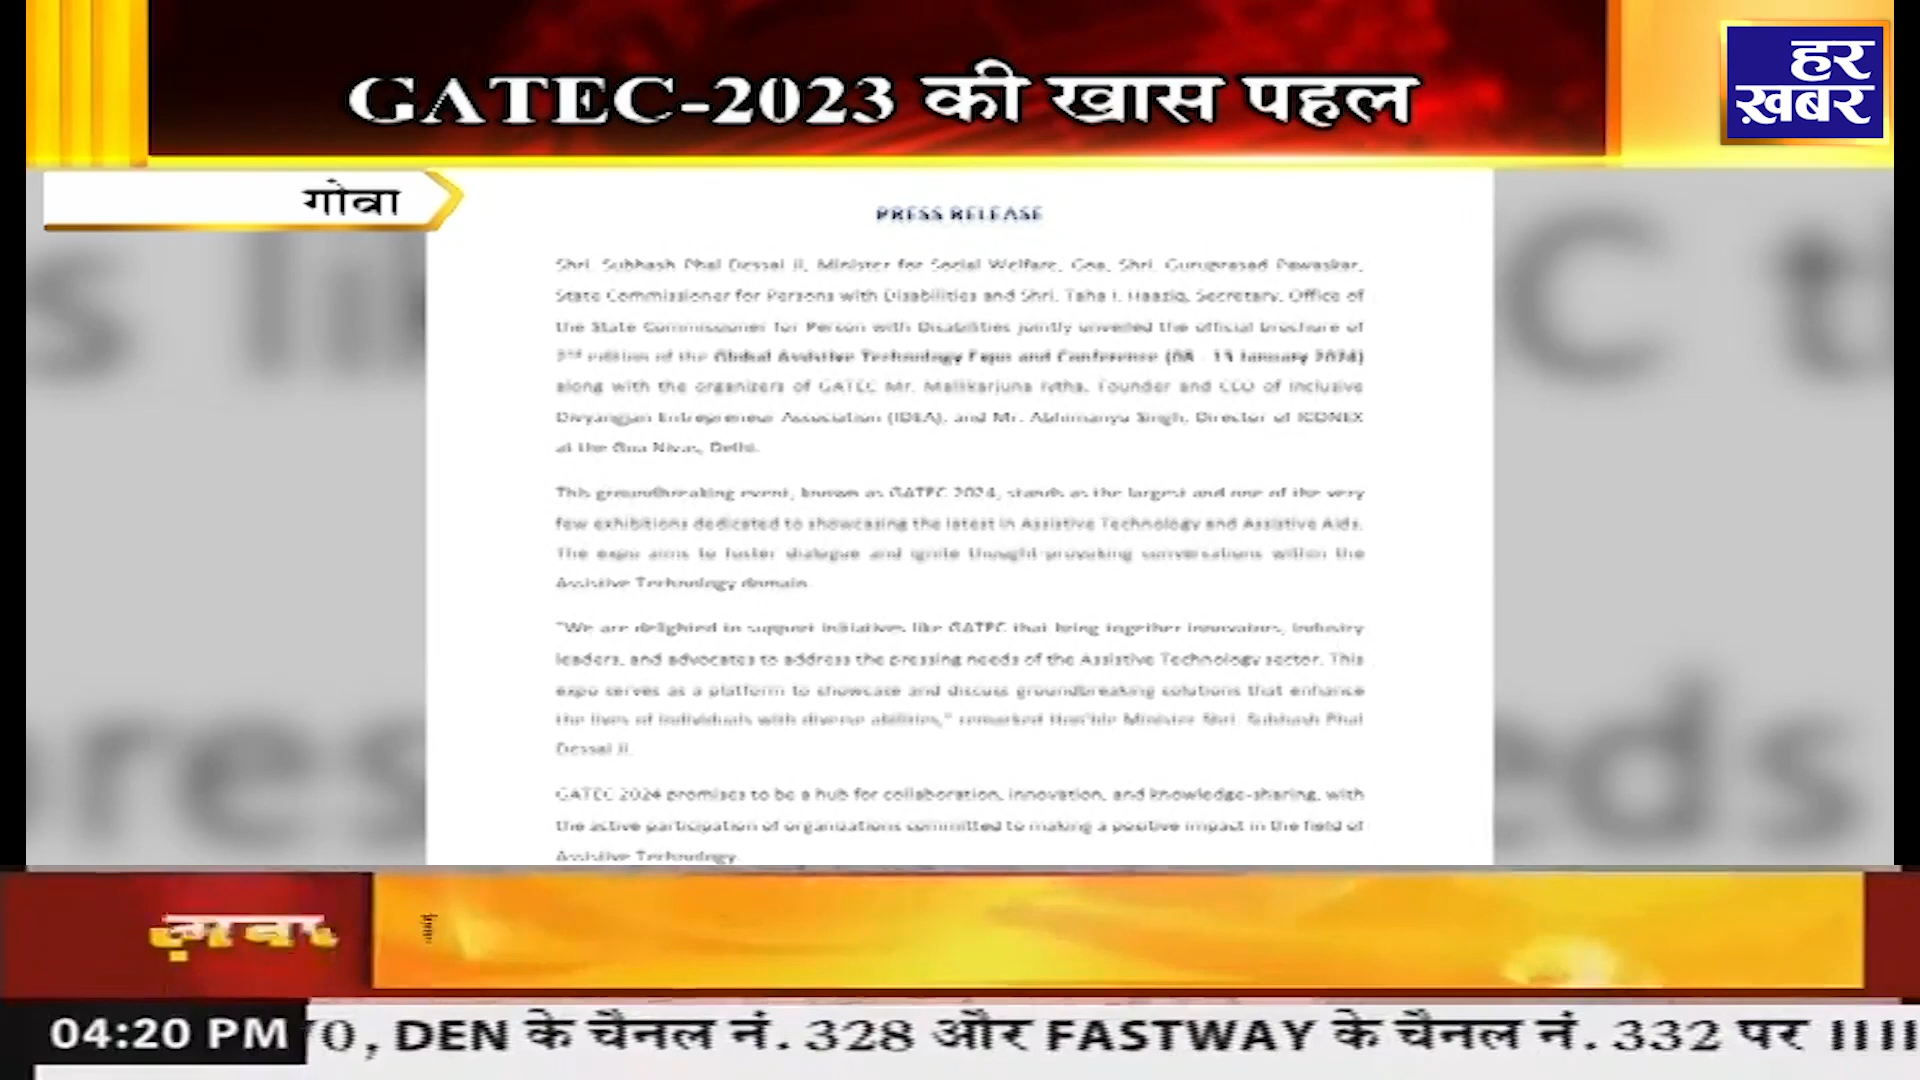 GATEC-2023 की खास पहल
हर
ख़बर
गोवा
PRESS RELEASE
Shri. Subhash Phal Dessai Ji, Minister for Social Welfare, Goa, Shri. Guruprasad Pawaskar,
State Commissioner for Persons with Disabilities and Shri. Taha I. Haaziq, Secretary, Office of
the State Commissioner for Person with Disabilities jointly unveiled the official brochure of
2nd edition of the Global Assistive Technology Expo and Conference (08 - 13 January 2024)
along with the organizers of GATEC Mr. Mallikarjuna Iytha, Founder and CEO of Inclusive
Divyangjan Entrepreneur Association (IDEA), and Mr. Abhimanyu Singh, Director of ICONEX
at the Goa Nivas, Delhi.
This groundbreaking event, known as GATEC 2024, stands as the largest and one of the very
few exhibitions dedicated to showcasing the latest in Assistive Technology and Assistive Aids.
The expo aims to foster dialogue and ignite thought-provoking conversations within the
Assistive Technology domain.
"We are delighted to support initiatives like GATEC that bring together innovators, industry
leaders, and advocates to address the pressing needs of the Assistive Technology sector. This
expo serves as a platform to showcase and discuss groundbreaking solutions that enhance
the lives of individuals with diverse abilities," remarked Hon'ble Minister Shri. Subhash Phal
Dessai Ji.
GATEC 2024 promises to be a hub for collaboration, innovation, and knowledge-sharing, with
the active participation of organizations committed to making a positive impact in the field of
Assistive Technology.
04:20 PM
0, DEN के चैनल नं. 328 और FASTWAY के चैनल नं. 332 पर